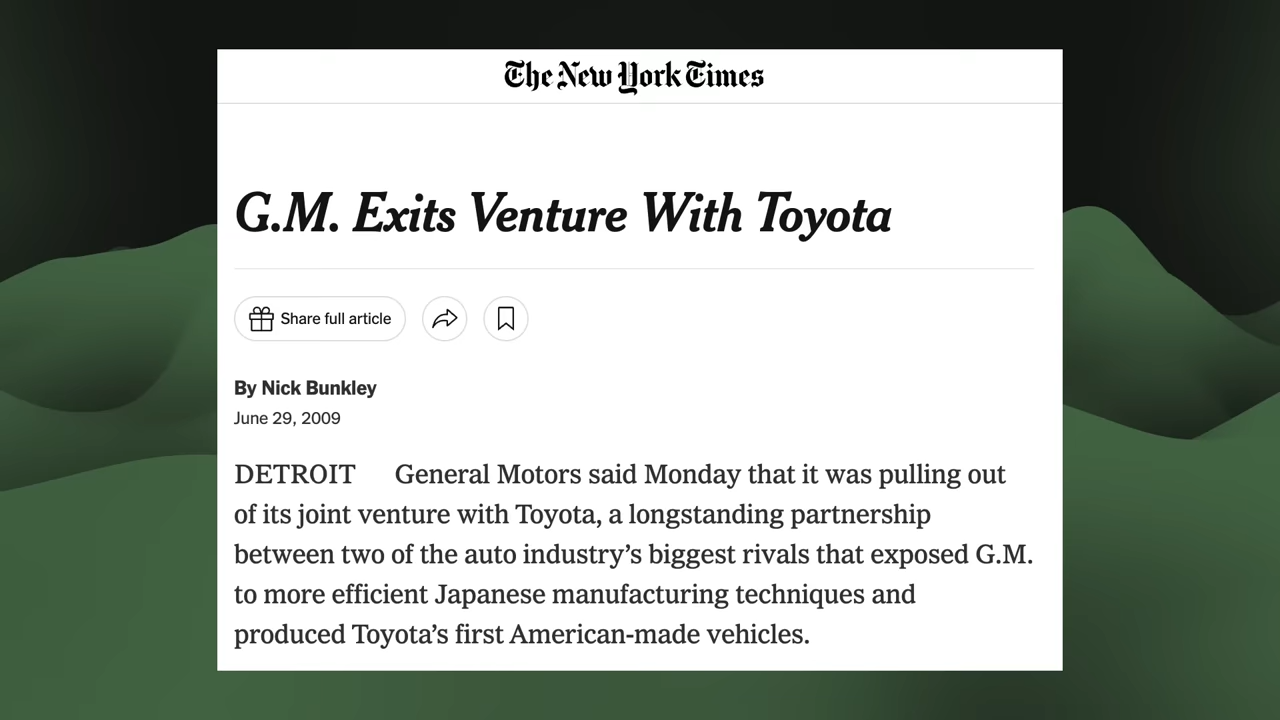 The New York Times
G.M. Exits Venture With Toyota
Share full article
By Nick Bunkley
June 29, 2009
DETROIT General Motors said Monday that it was pulling out
of its joint venture with Toyota, a longstanding partnership
between two of the auto industry’s biggest rivals that exposed G.M.
to more efficient Japanese manufacturing techniques and
produced Toyota’s first American-made vehicles.